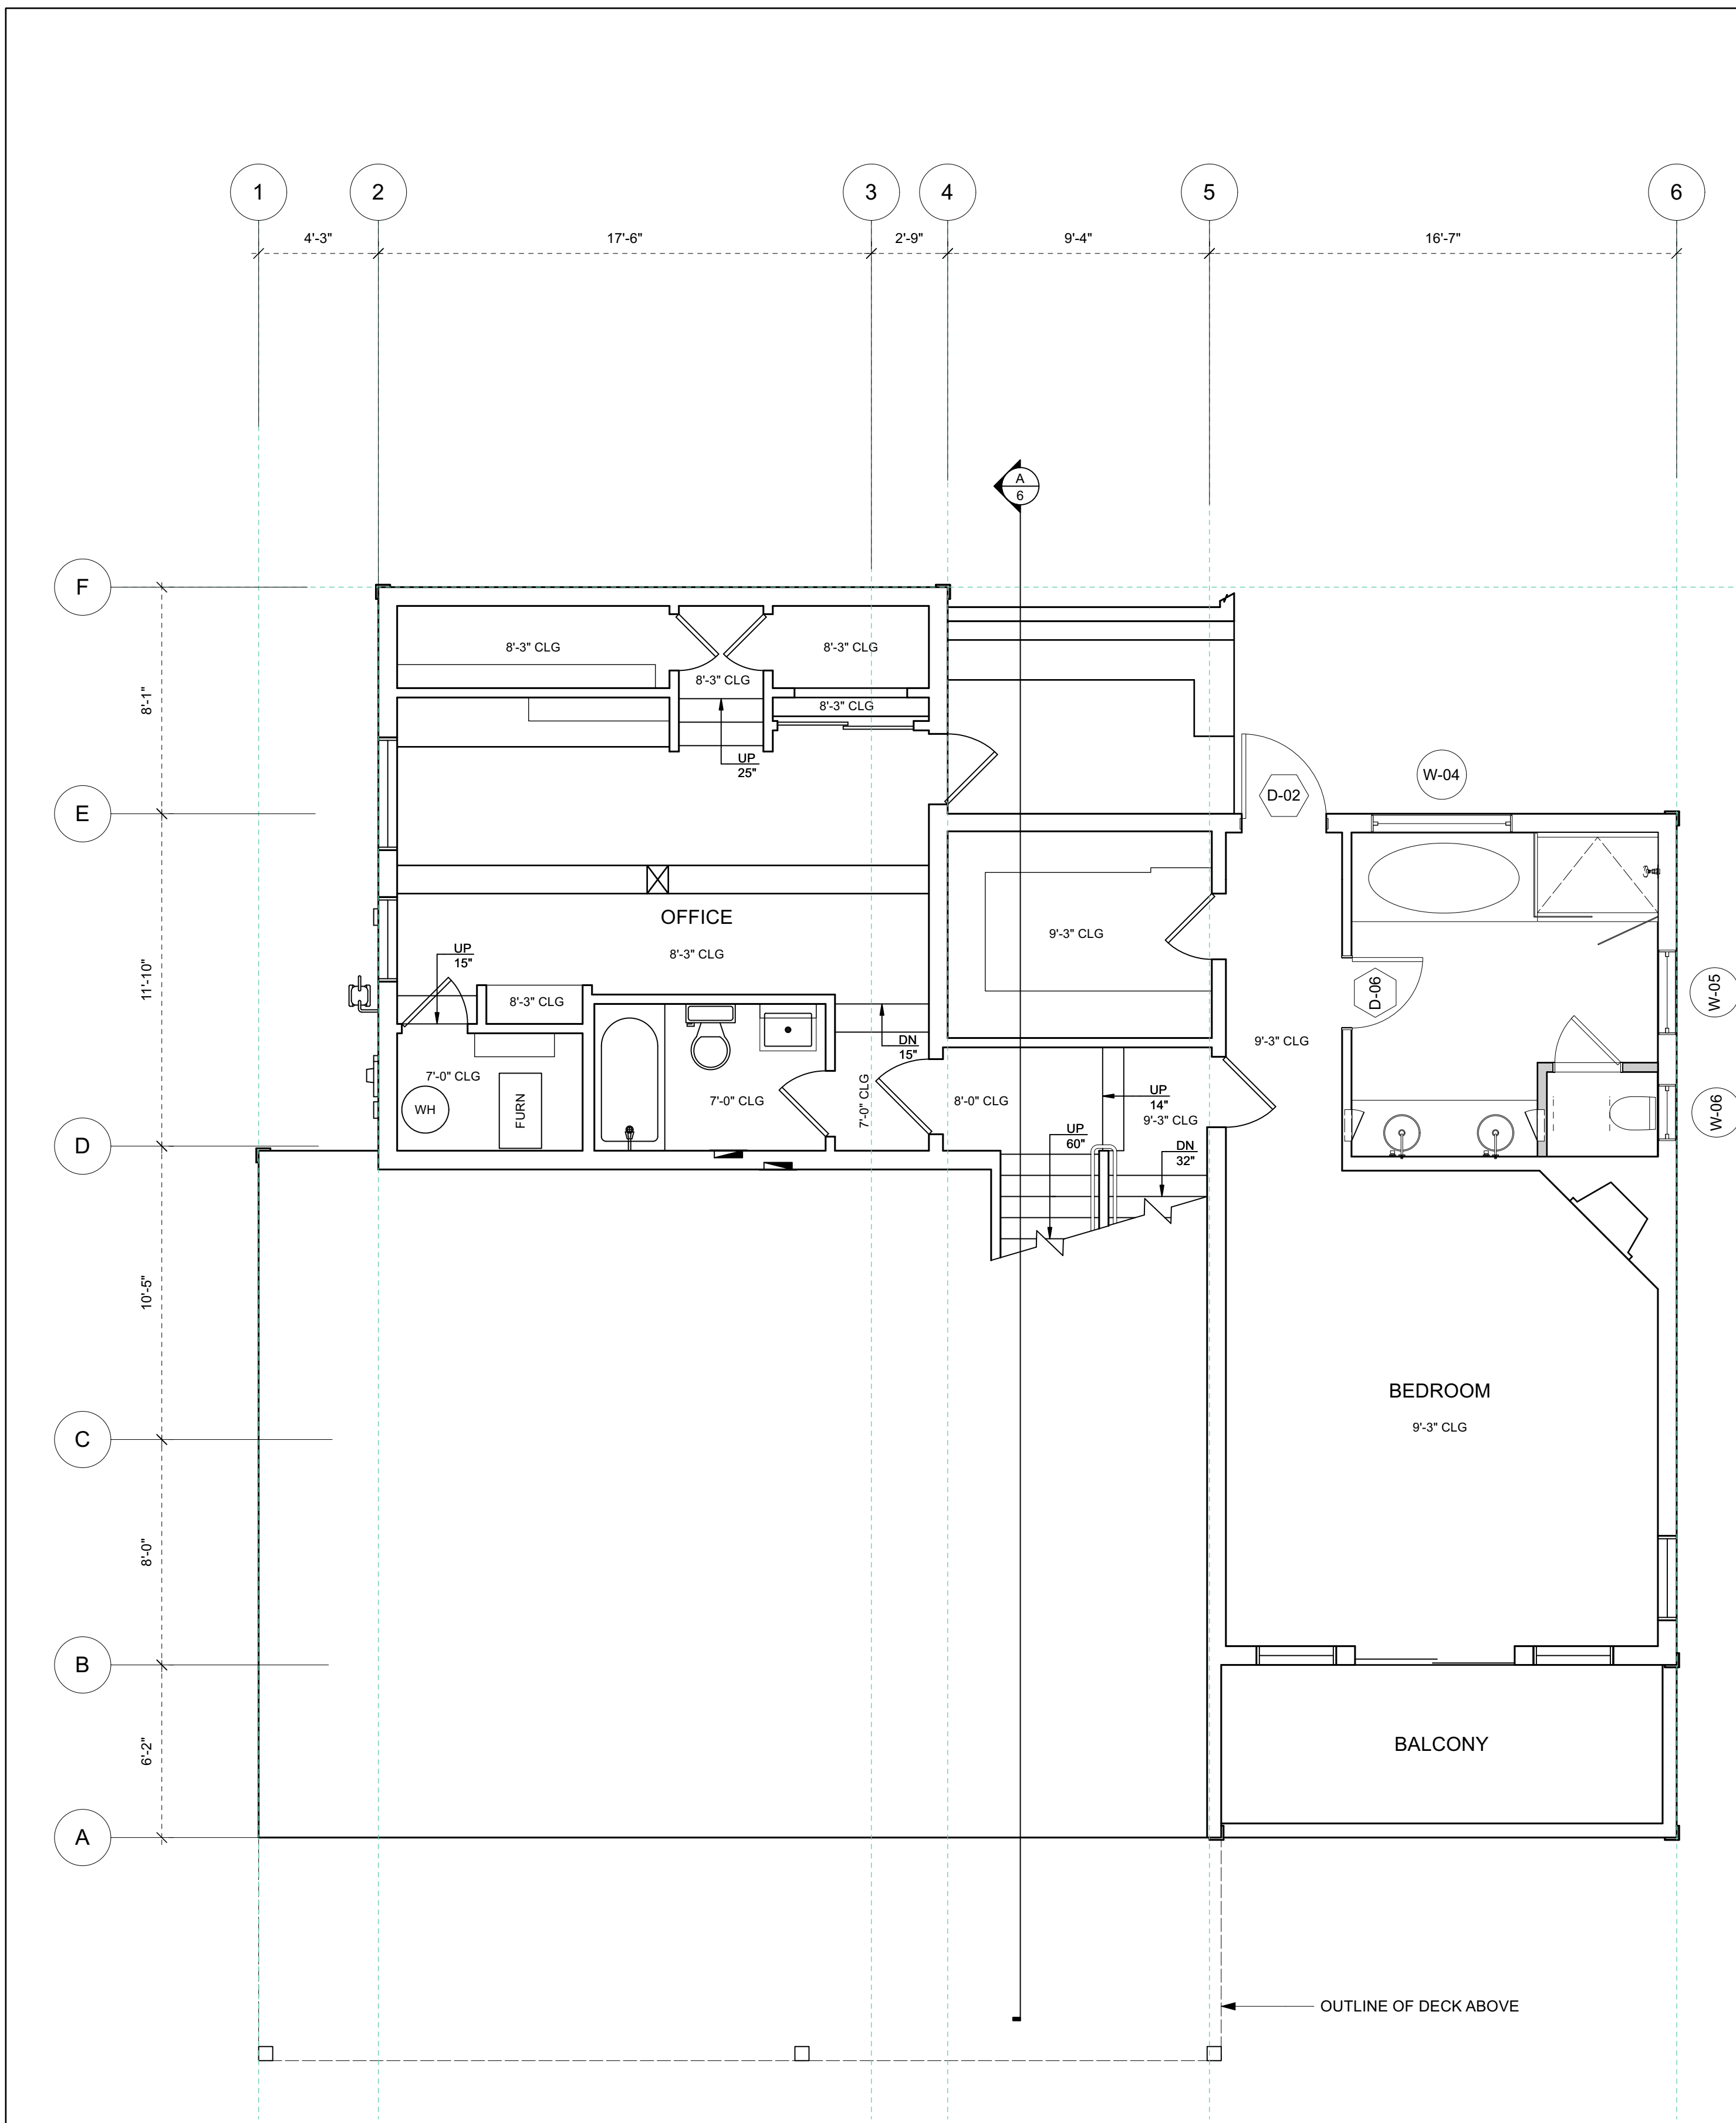 1
2
3
4
5
6
4'-3"
17'-6"
2'-9"
9'-4"
16'-7"
A
6
F
8'-3" CLG
8'-3" CLG
8'-3" CLG
8'-1"
8'-3" CLG
UP
25"
W-04
D-02
E
OFFICE
9'-3" CLG
8'-3" CLG
UP
15"
11'-10"
D-06
W-05
8'-3" CLG
DN
15"
9'-3" CLG
7'-0" CLG
UP
14"
7'-0" CLG
7'-0" CLG
8'-0" CLG
WH
FURN
9'-3" CLG
W-06
UP
60"
D
DN
32"
10'-5"
BEDROOM
9'-3" CLG
C
8'-0"
B
6'-2"
BALCONY
A
OUTLINE OF DECK ABOVE